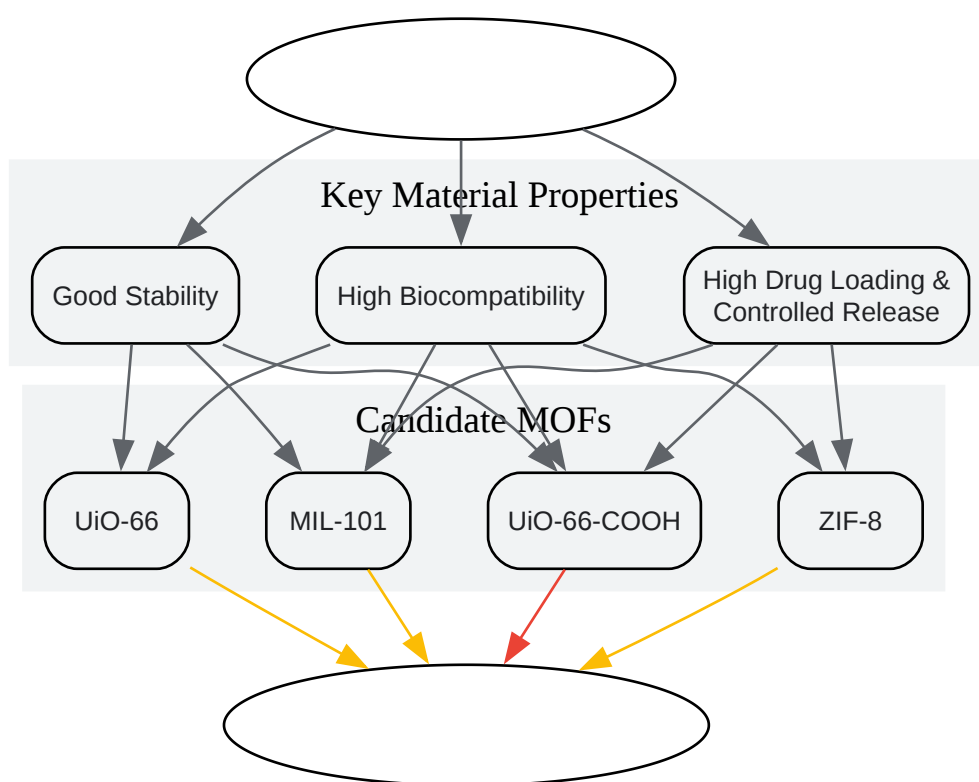 Key Material Properties
Good Stability
High Biocompatibility
High Drug Loading &
Controlled Release
Candidate MOFs
UiO-66
MIL-101
UiO-66-COOH
ZIF-8